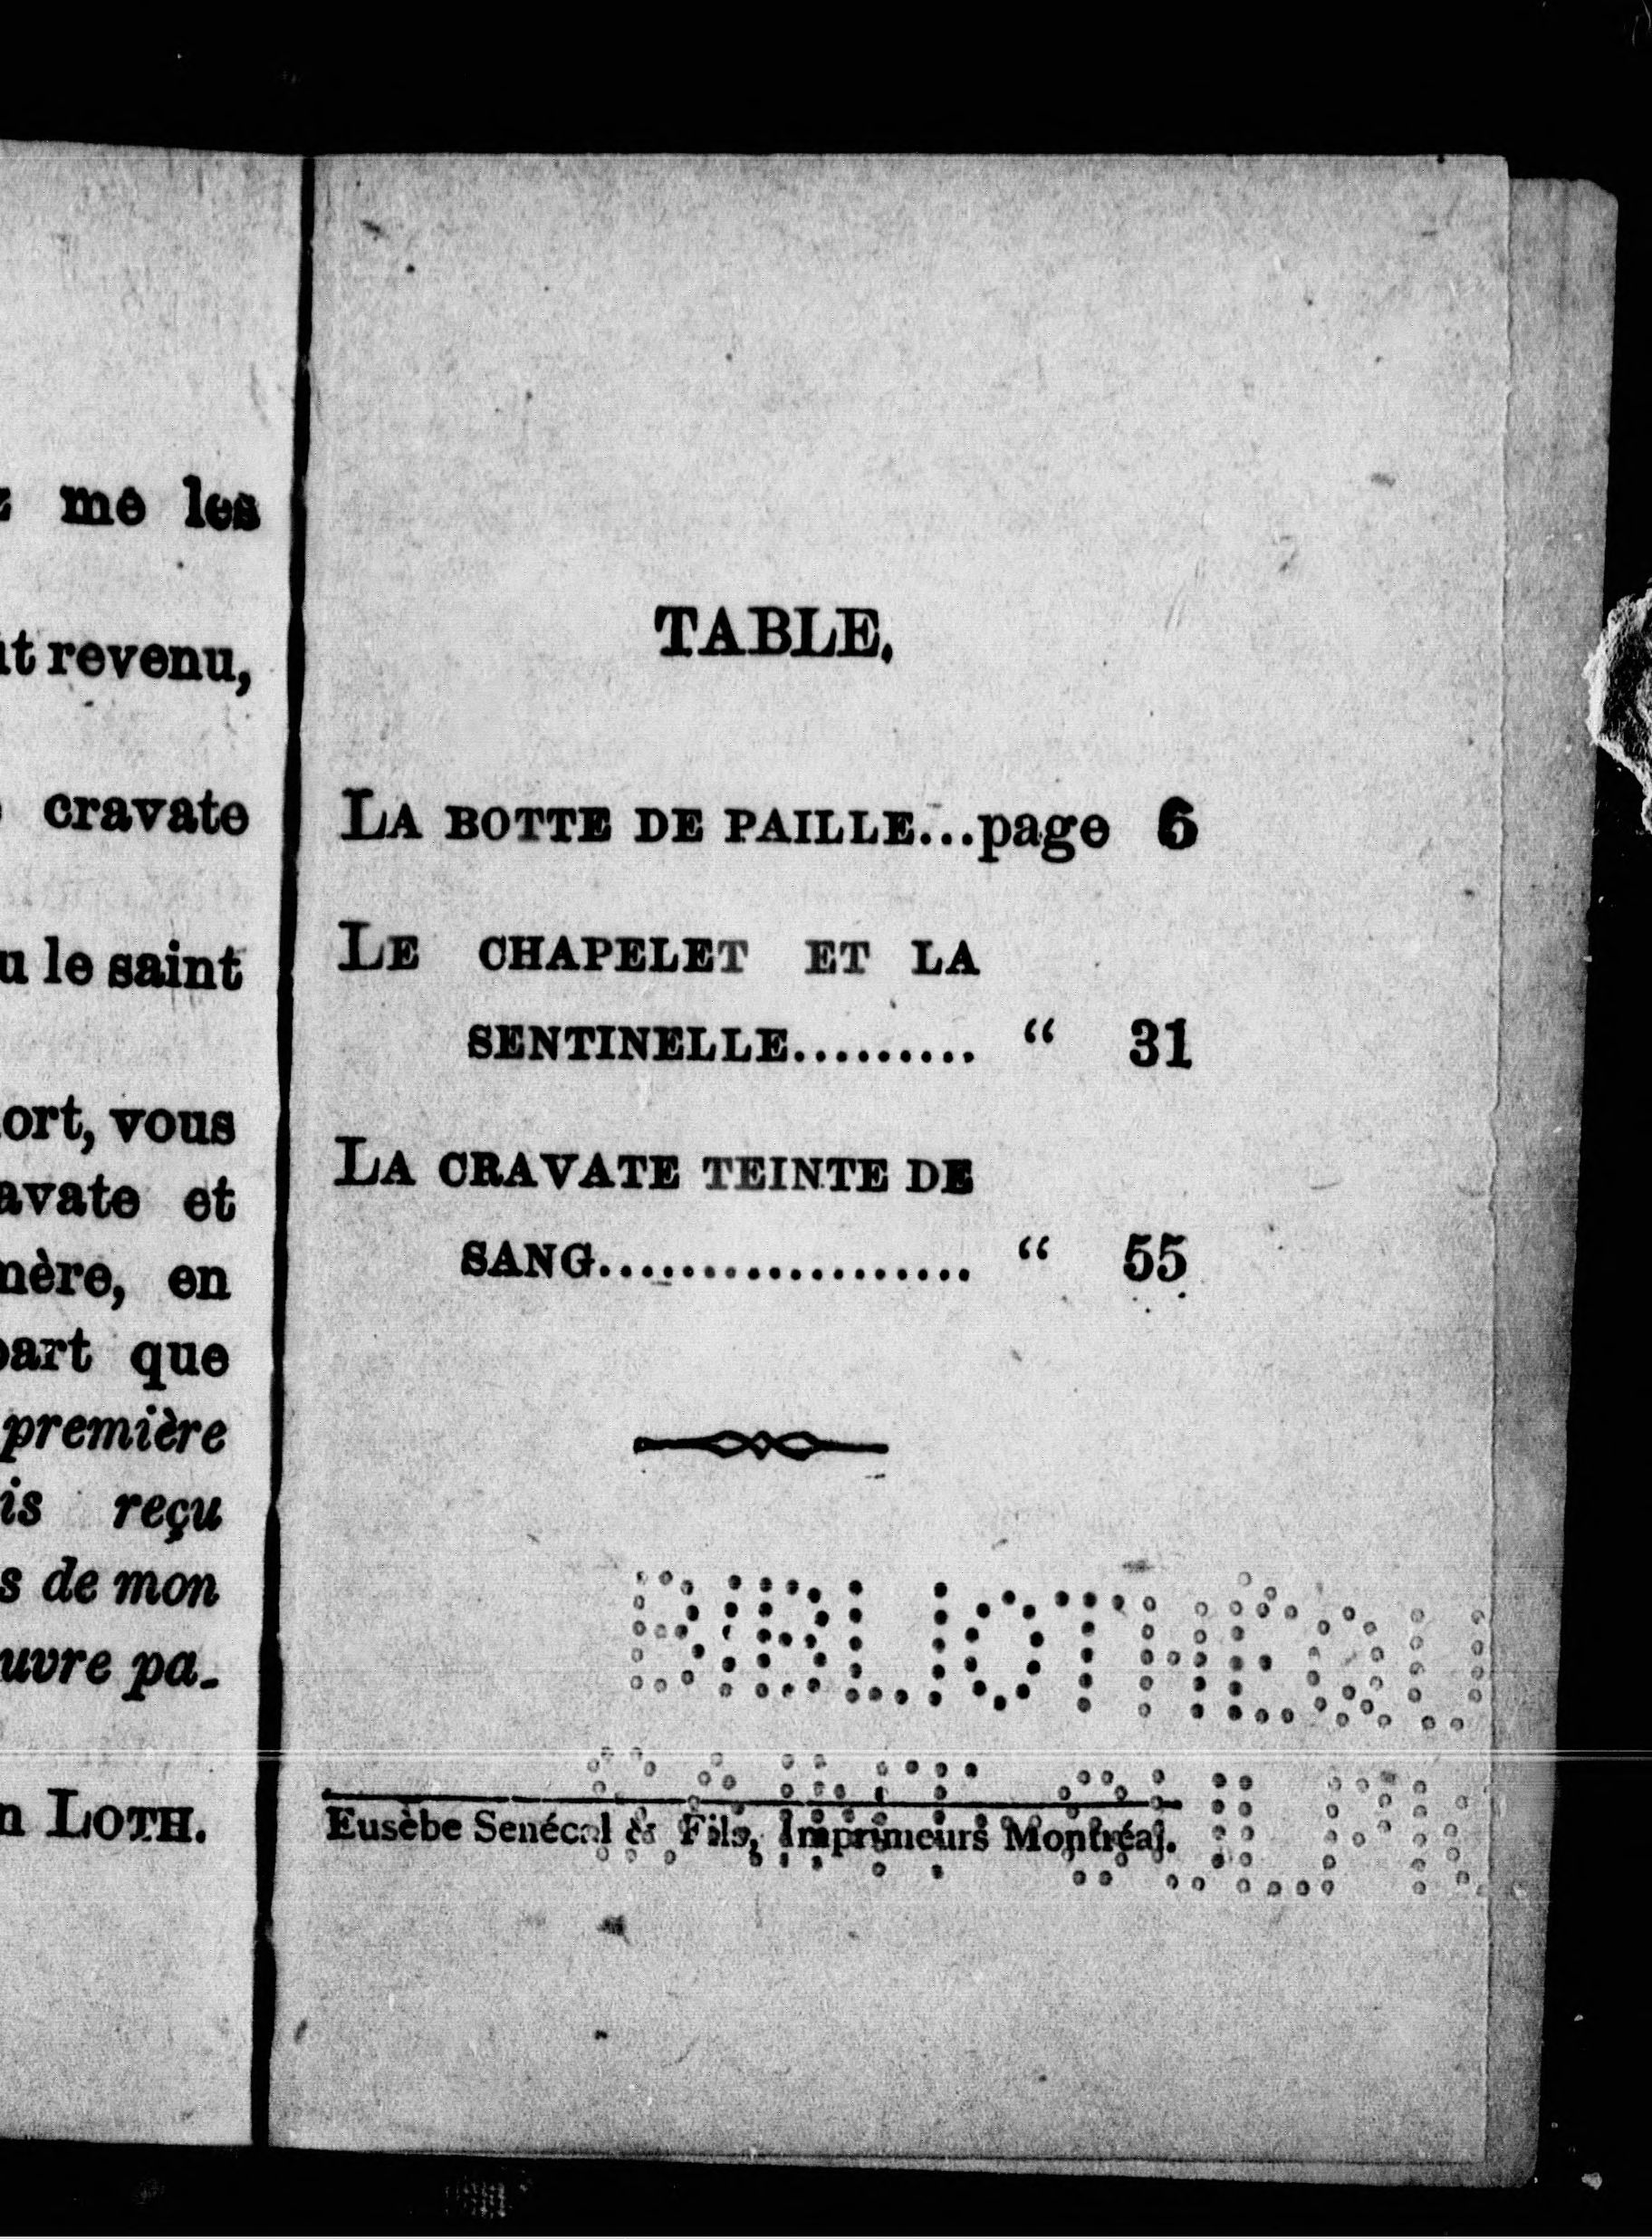 me les
revenu,
cravate
le saint
vous
et
en
que
première
reçu
de mon
pa-
LOTH.
TABLE.
LA BOTTE DE PAILLE...page 6
LE CHAPELET ET LA
SENTINELLE......... “ 31
LA CRAVATE TEINTE DE
SANG................... “ 55
Eusèbe Senécal & Fils, Imprimeurs Montréal.